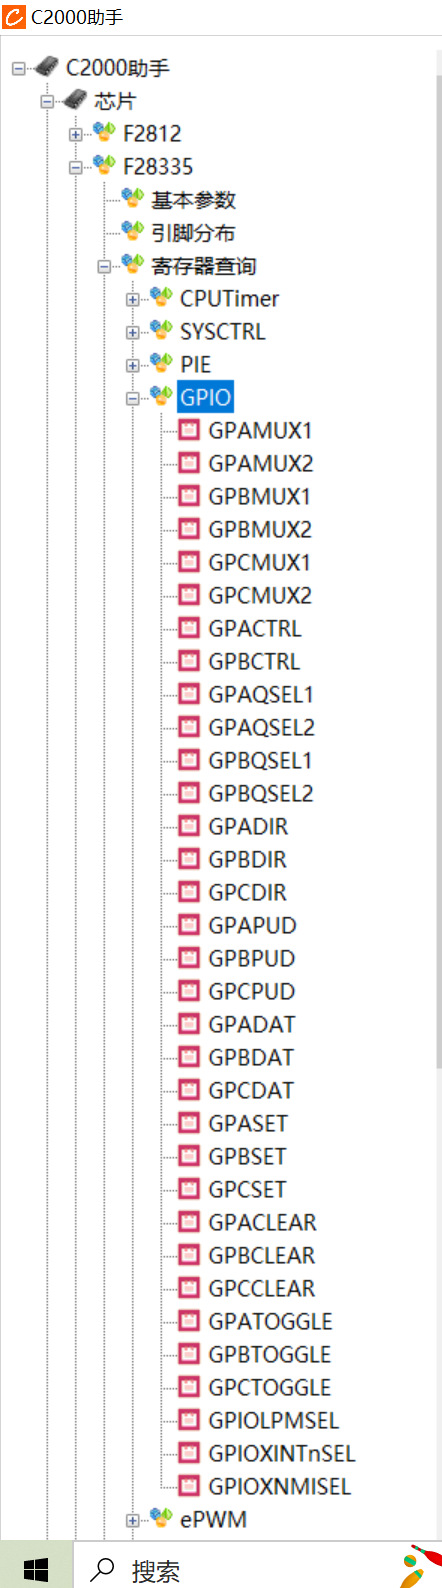 C2000助手
C2000助手
芯片
F2812
F28335
基本参数
引脚分布
寄存器查询
CPUTimer
SYSCTRL
PIE
GPIO
GPAMUX1
GPAMUX2
GPBMUX1
GPBMUX2
GPCMUX1
GPCMUX2
GPACTRL
GPBCTRL
GPAQSEL1
GPAQSEL2
GPBQSEL1
GPBQSEL2
GPADIR
GPBDIR
GPCDIR
GPAPUD
GPBPUD
GPCPUD
GPADAT
GPBDAT
GPCDAT
GPASET
GPBSET
GPCSET
GPACLEAR
GPBCLEAR
GPCCLEAR
GPATOGGLE
GPBTOGGLE
GPCTOGGLE
GPIOLPMSEL
GPIOXINTnSEL
GPIOXNMISEL
ePWM
搜索